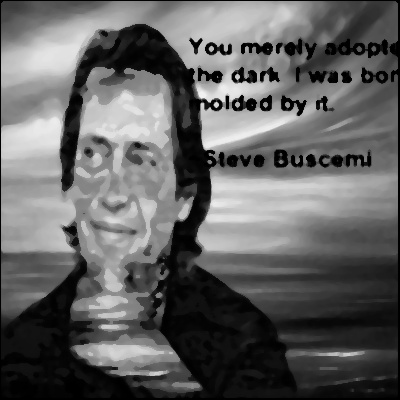 You merely adopte
the dark I was bor
molded by it.
-Steve Buscemi